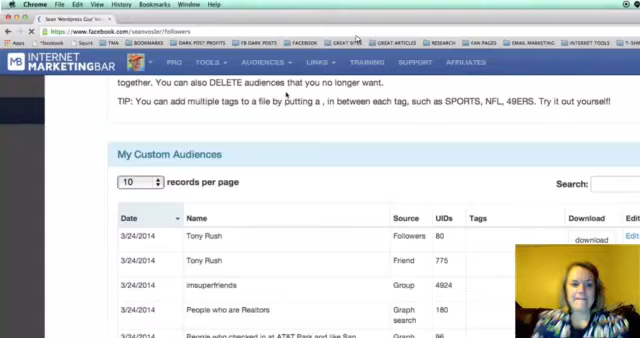 Chrome File Edit View History Bookmarks Window Help
Sean 'Wordpress Guy' Vos
https://www.facebook.com/seanvosler?followers
Apps *facebook Squirt TMA BOOKMARKS DARK POST PROFITS FB DARK POSTS FACEBOOK GREAT SITES GREAT ARTICLES RESEARCH FAN PAGES EMAIL MARKETING INTERNET TOOLS
MB INTERNET MARKETINGBAR PRO TOOLS AUDIENCES LINKS TRAINING SUPPORT AFFILIATES
together. You can also DELETE audiences that you no longer want.
TIP: You can add multiple tags to a file by putting a , in between each tag, such as SPORTS, NFL, 49ERS. Try it out yourself!
My Custom Audiences
10 records per page Search:
Date Name Source UIDs Tags Download Edit
3/24/2014 Tony Rush Followers 80 download Edit
3/24/2014 Tony Rush Friend 775
3/24/2014 imsuperfriends Group 4924
3/24/2014 People who are Realtors Graph search 180
3/24/2014 People who checked in at AT&T Park and like San Graph 96